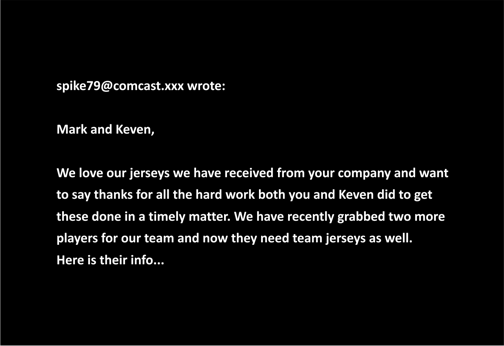 spike79@comcast.xxx wrote:
Mark and Keven,
We love our jerseys we have received from your company and want
to say thanks for all the hard work both you and Keven did to get
these done in a timely matter. We have recently grabbed two more
players for our team and now they need team jerseys as well.
Here is their info...